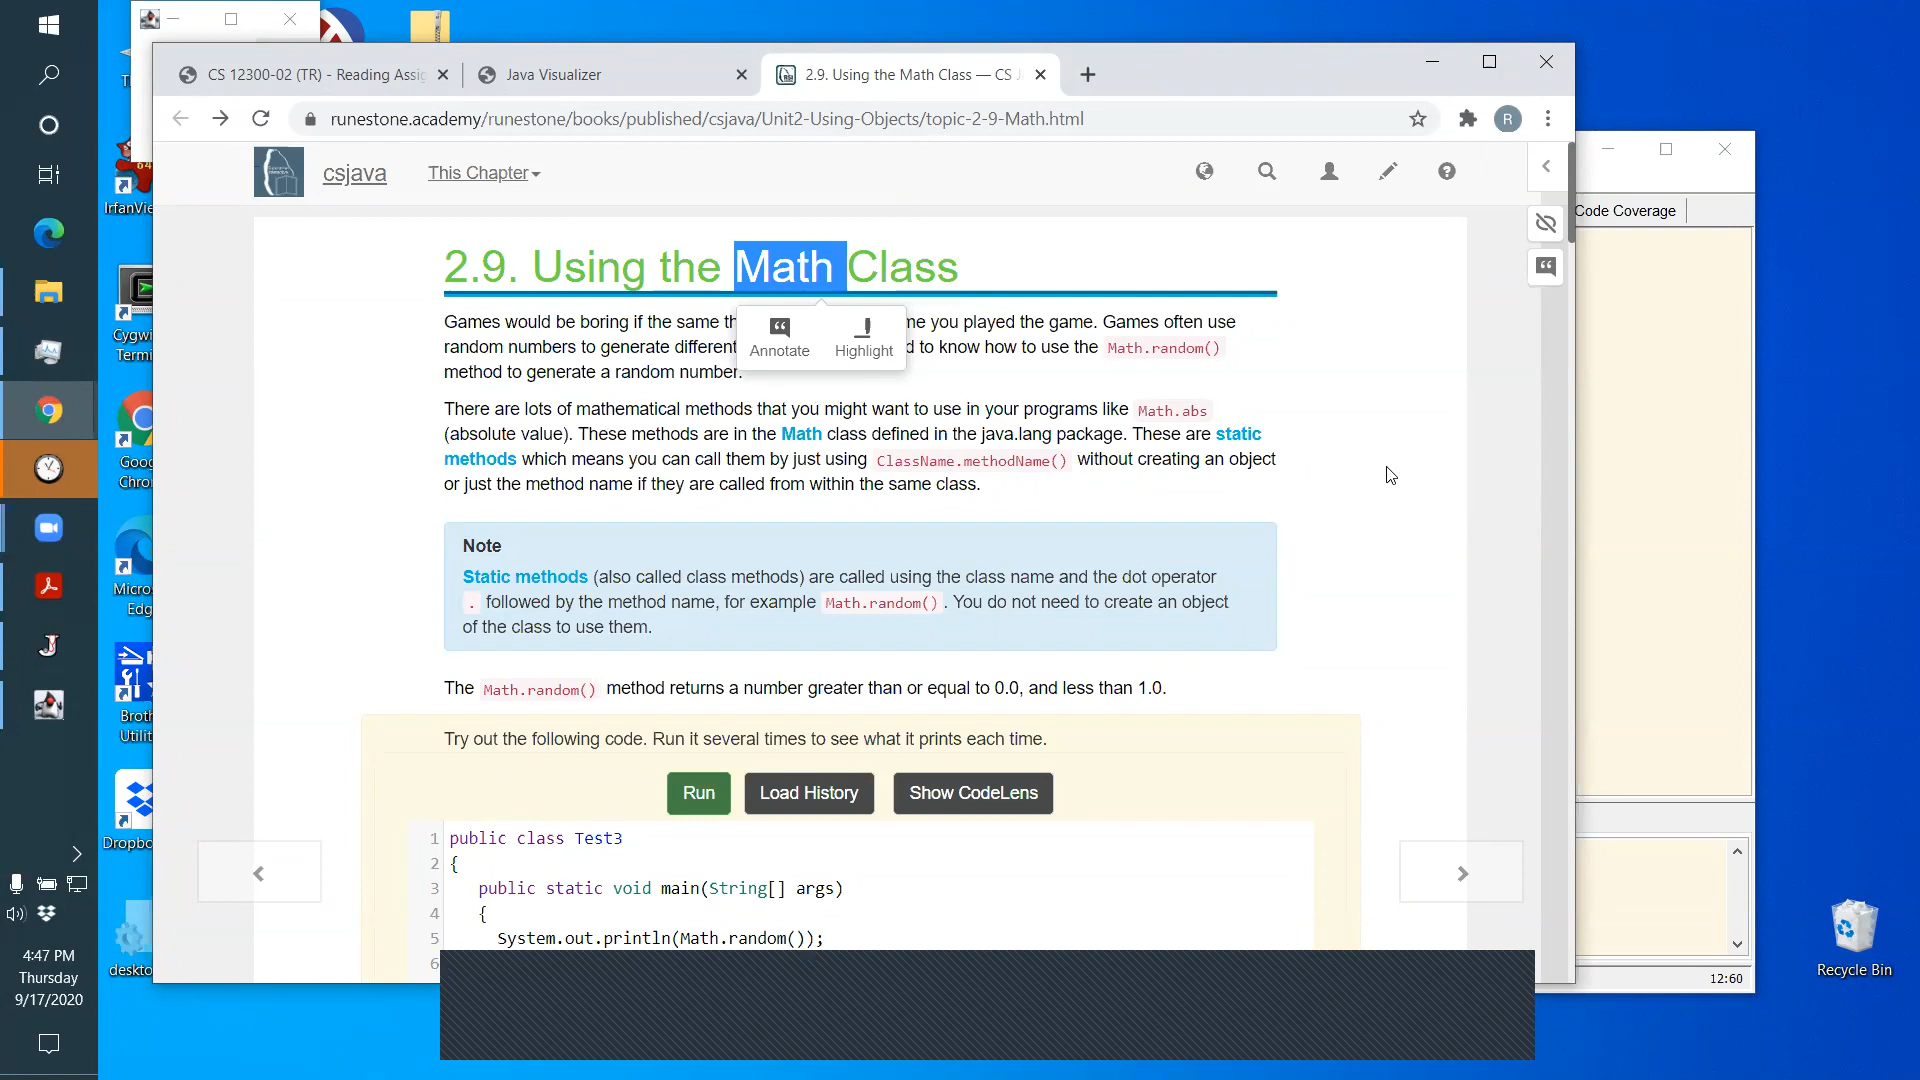 CS 12300-02 (TR) - Reading Assig
Java Visualizer
2.9. Using the Math Class — CS J
runestone.academy/runestone/books/published/csjava/Unit2-Using-Objects/topic-2-9-Math.html
R
csjava
This Chapter
Code Coverage
2.9. Using the Math Class
Games would be boring if the same th
me you played the game. Games often use
random numbers to generate different
d to know how to use the Math.random()
method to generate a random number.
Annotate
Highlight
There are lots of mathematical methods that you might want to use in your programs like Math.abs
(absolute value). These methods are in the Math class defined in the java.lang package. These are static
methods which means you can call them by just using ClassName.methodName() without creating an object
or just the method name if they are called from within the same class.
Note
Static methods (also called class methods) are called using the class name and the dot operator
. followed by the method name, for example Math.random(). You do not need to create an object
of the class to use them.
The Math.random() method returns a number greater than or equal to 0.0, and less than 1.0.
Try out the following code. Run it several times to see what it prints each time.
Run
Load History
Show CodeLens
1 public class Test3
2 {
3 public static void main(String[] args)
4 {
5 System.out.println(Math.random());
6
IrfanVie
Cygwi
Termi
Goog
Chro
Micro
Edg
Broth
Utiliti
Dropbo
deskto
4:47 PM
Thursday
9/17/2020
12:60
Recycle Bin